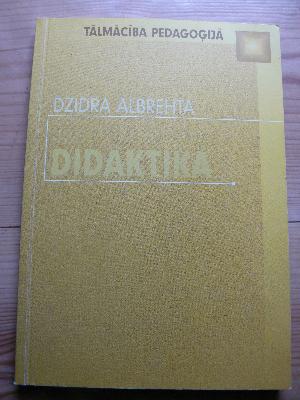 TĀLMĀCĪBA PEDAGOĢIJĀ
DZIDRA ALBREHTA
DIDAKTIKA